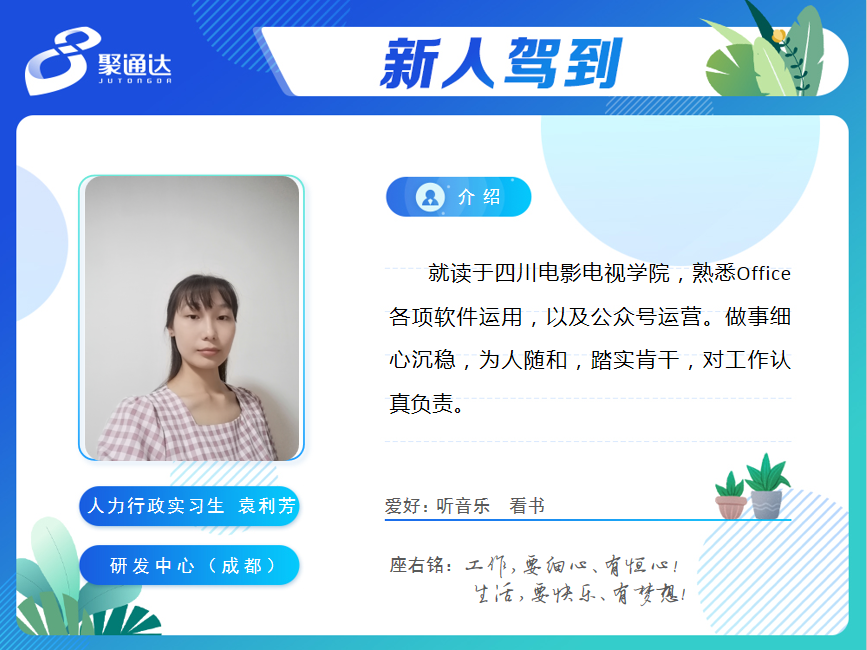 聚通达
JUTONGDA
新人驾到
介绍
就读于四川电影电视学院，熟悉Office
各项软件运用，以及公众号运营。做事细
心沉稳，为人随和，踏实肯干，对工作认
真负责。
人力行政实习生 袁利芳
研发中心（成都）
爱好：听音乐 看书
座右铭：工作，要细心、有恒心！
生活，要快乐、有梦想！